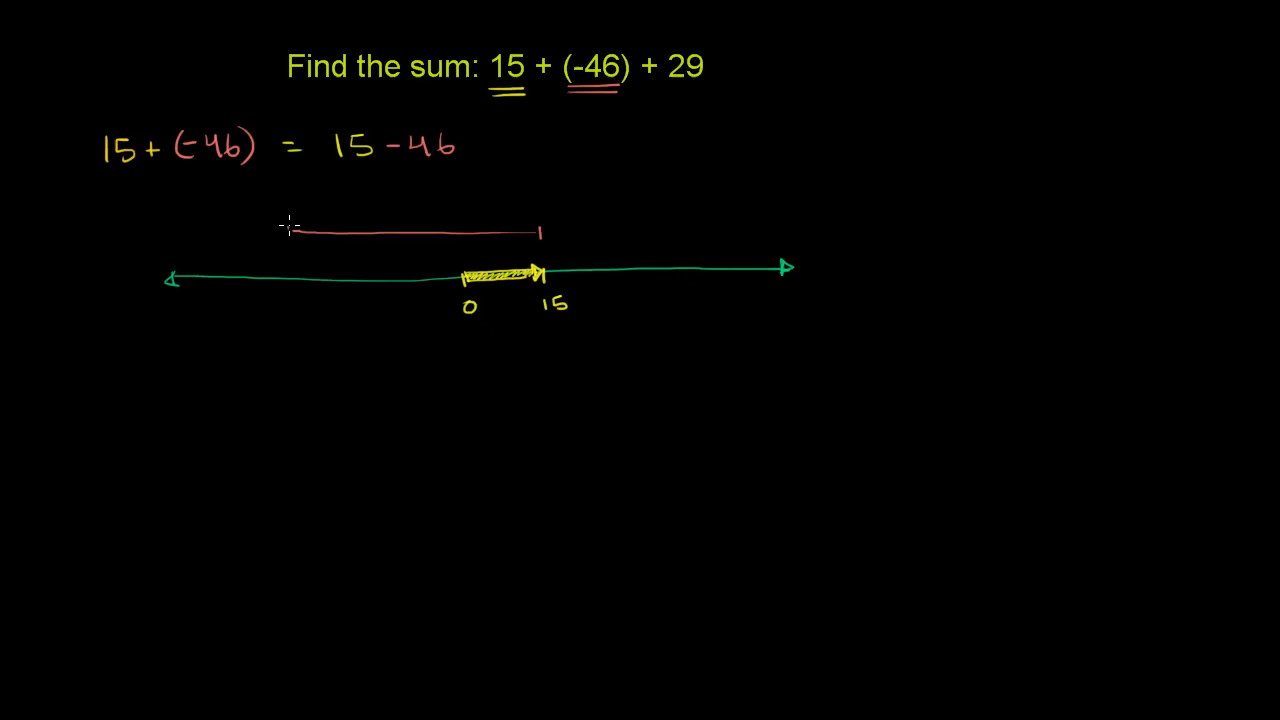 Find the sum: 15 + (-46) + 29
15 + (-46) = 15 - 46
0 15